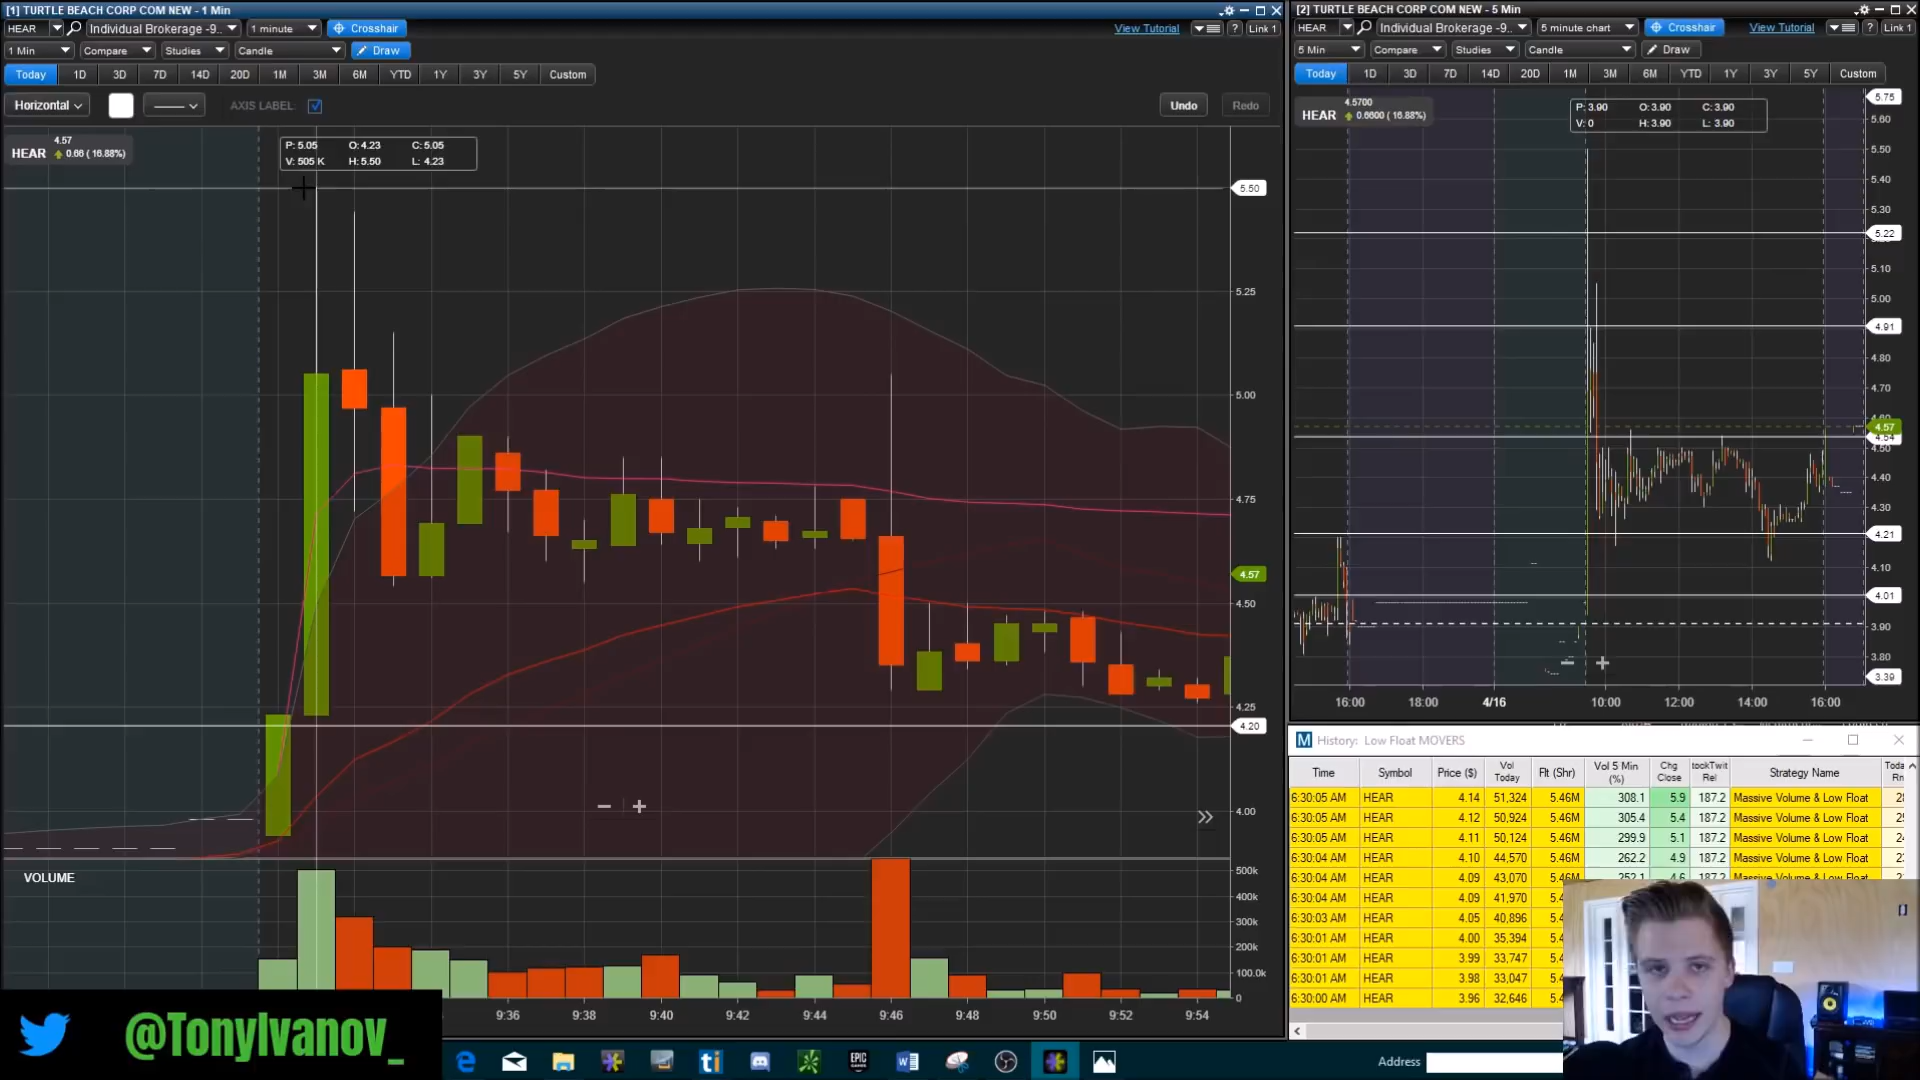 [1] TURTLE BEACH CORP COM NEW - 1 Min
HEAR Individual Brokerage -9.. 1 minute Crosshair View Tutorial ? Link 1
1 Min Compare Studies Candle Draw
Today 1D 3D 7D 14D 20D 1M 3M 6M YTD 1Y 3Y 5Y Custom
Horizontal AXIS LABEL: Undo Redo
HEAR 4.57 0.66 (16.88%)
P: 5.05 O: 4.23 C: 5.05
V: 505 K H: 5.50 L: 4.23
5.50
5.25
5.00
4.75
4.57
4.50
4.25
4.20
4.00
VOLUME
500k
400k
300k
200k
100.0k
0
9:36 9:38 9:40 9:42 9:44 9:46 9:48 9:50 9:52 9:54
[2] TURTLE BEACH CORP COM NEW - 5 Min
HEAR Individual Brokerage -9... 5 minute chart Crosshair View Tutorial ? Link 1
5 Min Compare Studies Candle Draw
Today 1D 3D 7D 14D 20D 1M 3M 6M YTD 1Y 3Y 5Y Custom
HEAR 4.5700 0.6600 (16.88%)
P: 3.90 O: 3.90 C: 3.90
V: 0 H: 3.90 L: 3.90
5.75
5.60
5.50
5.40
5.30
5.22
5.10
5.00
4.91
4.80
4.70
4.60
4.57
4.54
4.50
4.40
4.30
4.21
4.10
4.01
3.90
3.80
3.39
16:00 18:00 4/16 10:00 12:00 14:00 16:00
History: Low Float MOVERS
Time Symbol Price ($) Vol Today Flt (Shr) Vol 5 Min (%) Chg Close tockTwit Rel Strategy Name Toda Rn
6:30:05 AM HEAR 4.14 51,324 5.46M 308.1 5.9 187.2 Massive Volume & Low Float
6:30:05 AM HEAR 4.12 50,924 5.46M 305.4 5.4 187.2 Massive Volume & Low Float
6:30:05 AM HEAR 4.11 50,124 5.46M 299.9 5.1 187.2 Massive Volume & Low Float
6:30:04 AM HEAR 4.10 44,570 5.46M 262.2 4.9 187.2 Massive Volume & Low Float
6:30:04 AM HEAR 4.09 43,070 5.46M 252.1 4.6 187.2 Massive Volume & Low Float
6:30:04 AM HEAR 4.09 41,970 5.4
6:30:03 AM HEAR 4.05 40,896 5.4
6:30:01 AM HEAR 4.00 35,394 5.4
6:30:01 AM HEAR 3.99 33,747 5.4
6:30:01 AM HEAR 3.98 33,047 5.4
6:30:00 AM HEAR 3.96 32,646 5.4
@TonyIvanov_
Address